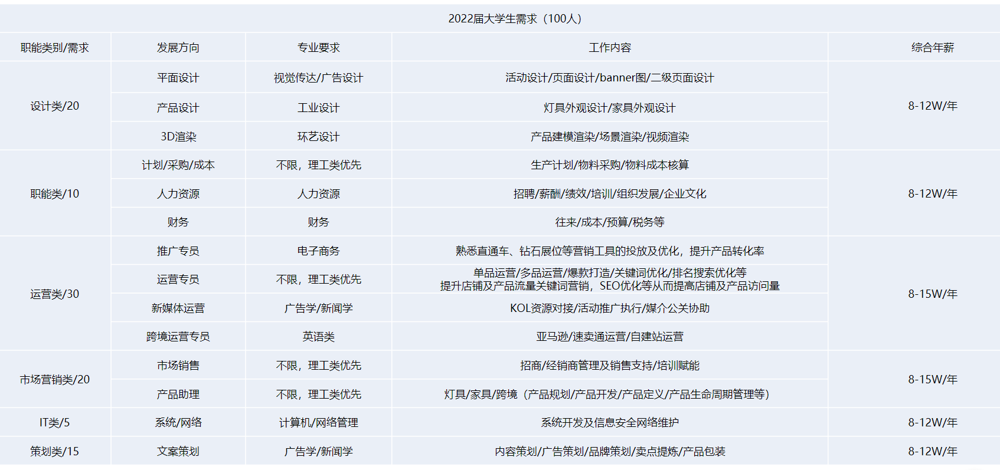 2022届大学生需求（100人）
职能类别/需求 发展方向 专业要求 工作内容 综合年薪
设计类/20 平面设计 视觉传达/广告设计 活动设计/页面设计/banner图/二级页面设计 8-12W/年
产品设计 工业设计 灯具外观设计/家具外观设计
3D渲染 环艺设计 产品建模渲染/场景渲染/视频渲染
职能类/10 计划/采购/成本 不限，理工类优先 生产计划/物料采购/物料成本核算 8-12W/年
人力资源 人力资源 招聘/薪酬/绩效/培训/组织发展/企业文化
财务 财务 往来/成本/预算/税务等
运营类/30 推广专员 电子商务 熟悉直通车、钻石展位等营销工具的投放及优化，提升产品转化率 8-15W/年
运营专员 不限，理工类优先 单品运营/多品运营/爆款打造/关键词优化/排名搜索优化等
提升店铺及产品流量关键词营销，SEO优化等从而提高店铺及产品访问量
新媒体运营 广告学/新闻学 KOL资源对接/活动推广执行/媒介公关协助
跨境运营专员 英语类 亚马逊/速卖通运营/自建站运营
市场营销类/20 市场销售 不限，理工类优先 招商/经销商管理及销售支持/培训赋能 8-15W/年
产品助理 不限，理工类优先 灯具/家具/跨境（产品规划/产品开发/产品定义/产品生命周期管理等）
IT类/5 系统/网络 计算机/网络管理 系统开发及信息安全网络维护 8-12W/年
策划类/15 文案策划 广告学/新闻学 内容策划/广告策划/品牌策划/卖点提炼/产品包装 8-12W/年